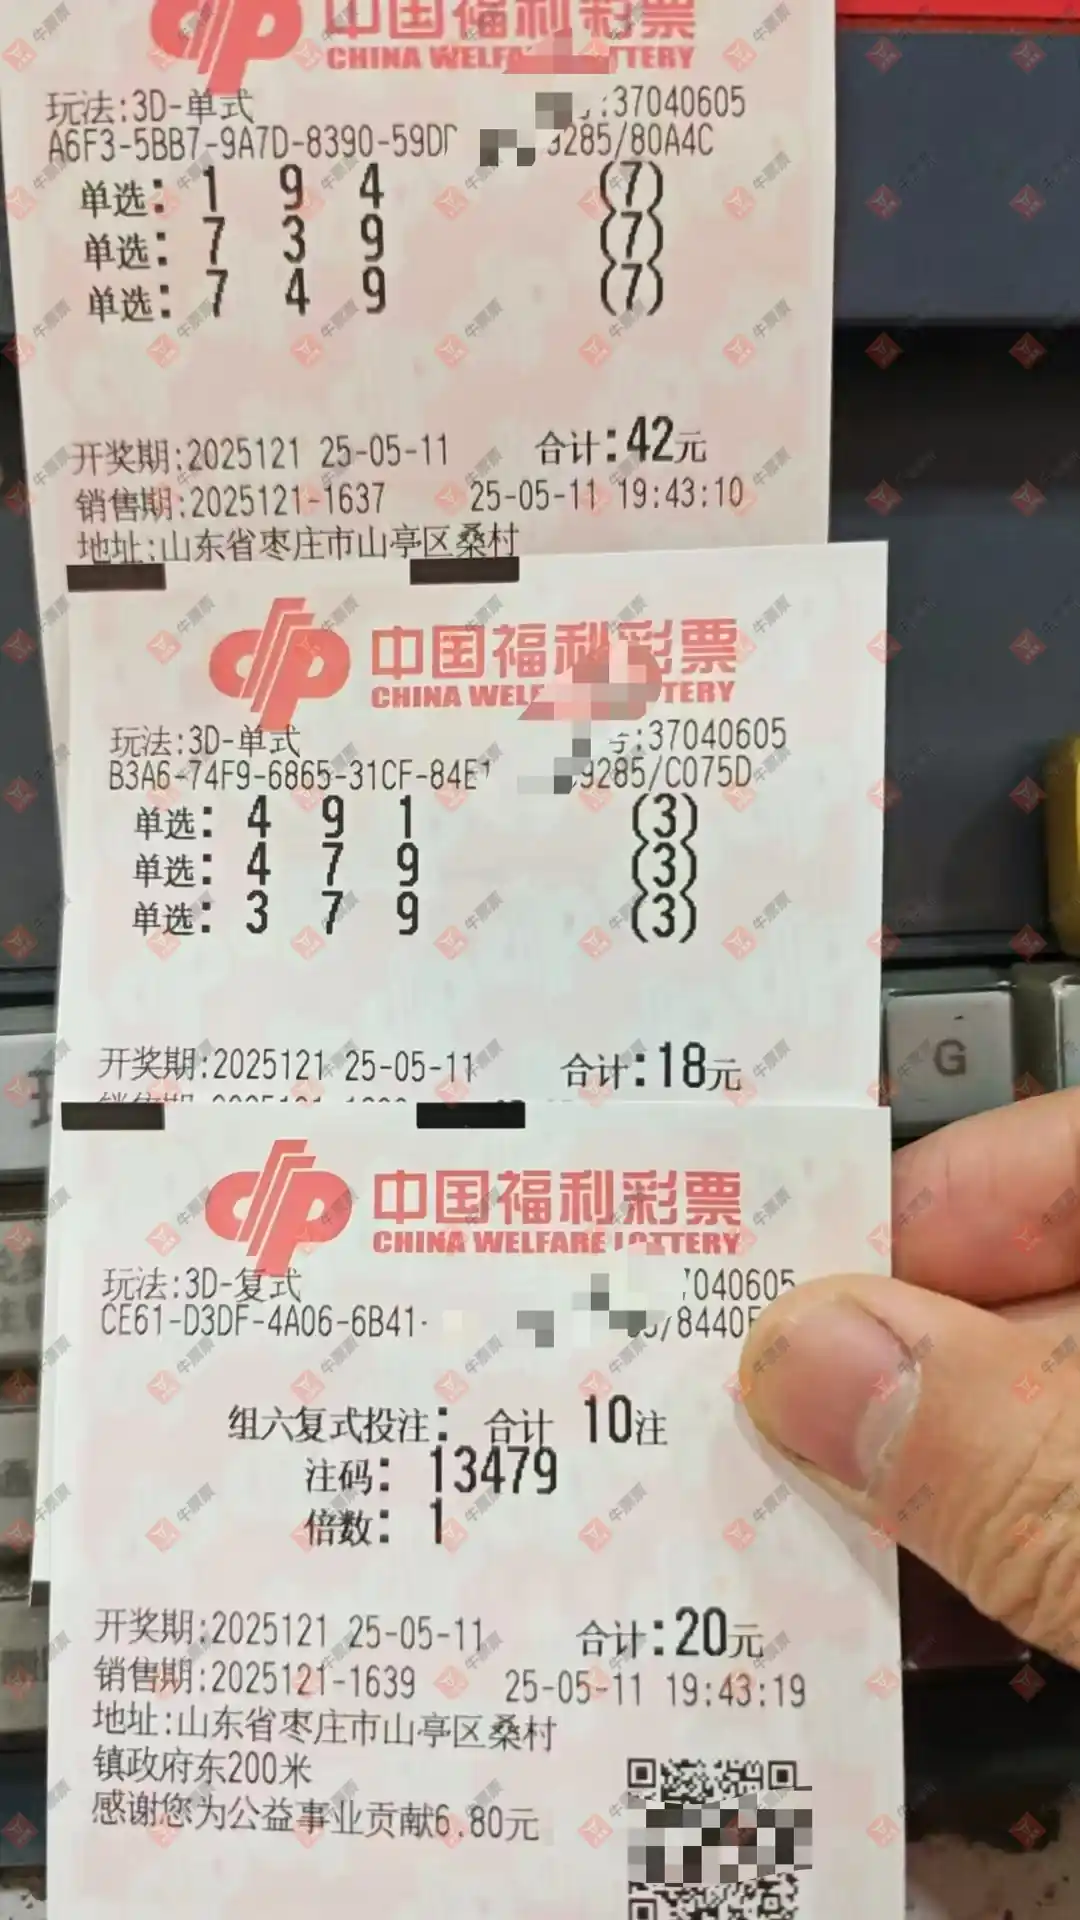 中国福利彩票
CHINA WELFA TTERY
玩法:3D-单式 :37040605
A6F3-5BB7-9A7D-8390-59D 9285/80A4C
单选: 1 9 4 (7)
单选: 7 3 9 (7)
单选: 7 4 9 (7)
开奖期:2025121 25-05-11 合计:42元
销售期:2025121-1637 25-05-11 19:43:10
地址:山东省枣庄市山亭区桑村
中国福利彩票
CHINA WELF TTERY
玩法:3D-单式 号:37040605
B3A6-74F9-6865-31CF-84E 9285/C075D
单选: 4 9 1 (3)
单选: 4 7 9 (3)
单选: 3 7 9 (3)
开奖期:2025121 25-05-11 合计:18元
中国福利彩票
CHINA WELFARE LOTTERY
玩法:3D-复式 040605
CE61-D3DF-4A06-6B41- /8440
组六复式投注: 合计 10注
注码: 13479
倍数: 1
开奖期:2025121 25-05-11 合计:20元
销售期:2025121-1639 25-05-11 19:43:19
地址:山东省枣庄市山亭区桑村
镇政府东200米
感谢您为公益事业贡献6.80元
G
牛票票